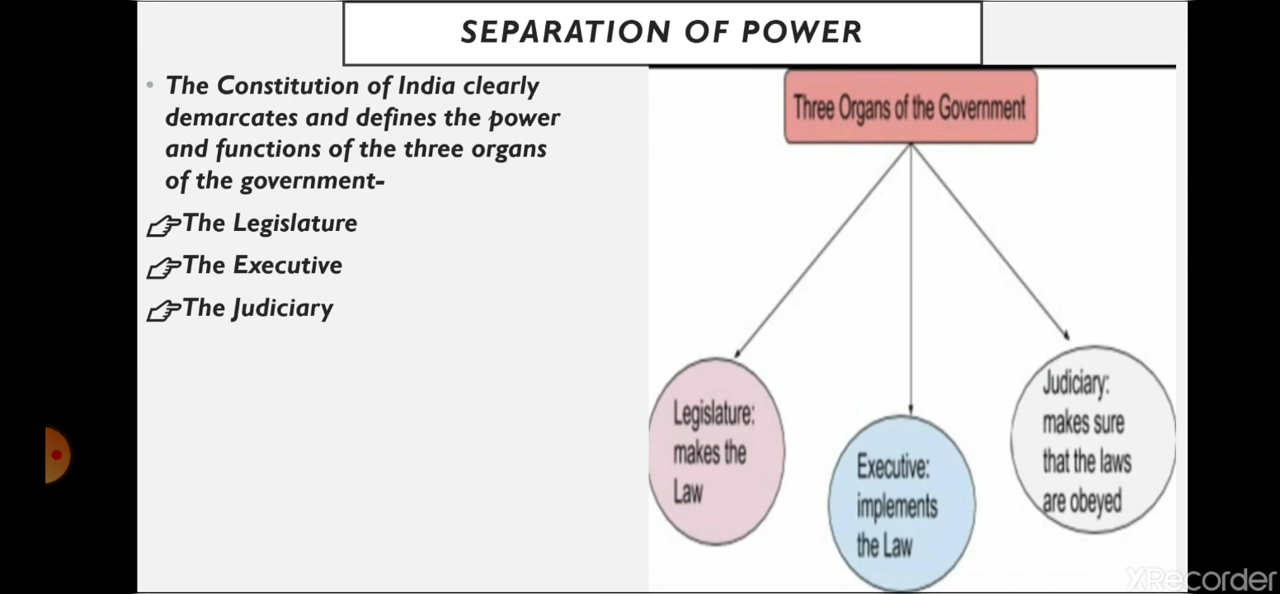 SEPARATION OF POWER
• The Constitution of India clearly
demarcates and defines the power
and functions of the three organs
of the government-
The Legislature
The Executive
The Judiciary
Three Organs of the Government
Legislature:
makes the
Law
Executive:
implements
the Law
Judiciary:
makes sure
that the laws
are obeyed
XRecorder